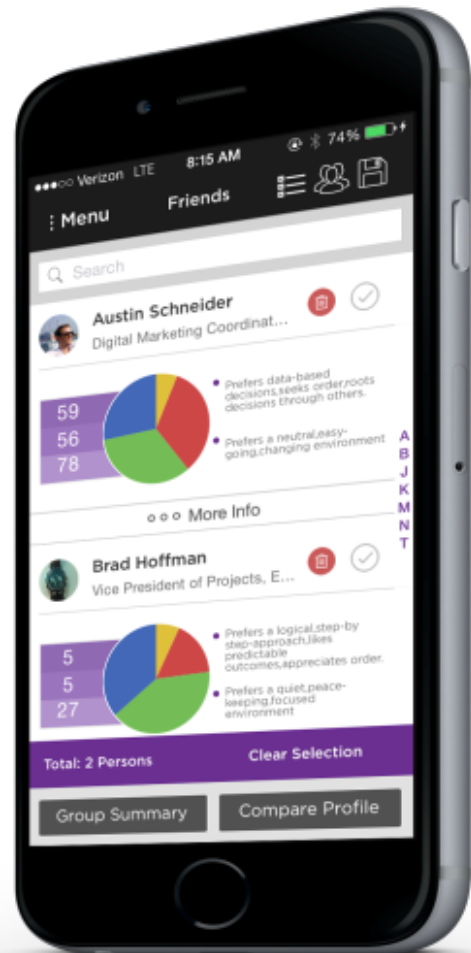 Verizon LTE 8:15 AM 74%
Menu Friends
Search
Austin Schneider
Digital Marketing Coordinat...
59
56
78
Prefers data-based
decisions,seeks order,roots
decisions through others.
Prefers a neutral,easy-
going,changing environment
More Info
Brad Hoffman
Vice President of Projects, E...
5
5
27
Prefers a logical,step-by
step-approach,likes
predictable
outcomes,appreciates order.
Prefers a quiet,peace-
keeping,focused
environment
A
B
J
K
M
N
T
Total: 2 Persons Clear Selection
Group Summary Compare Profile